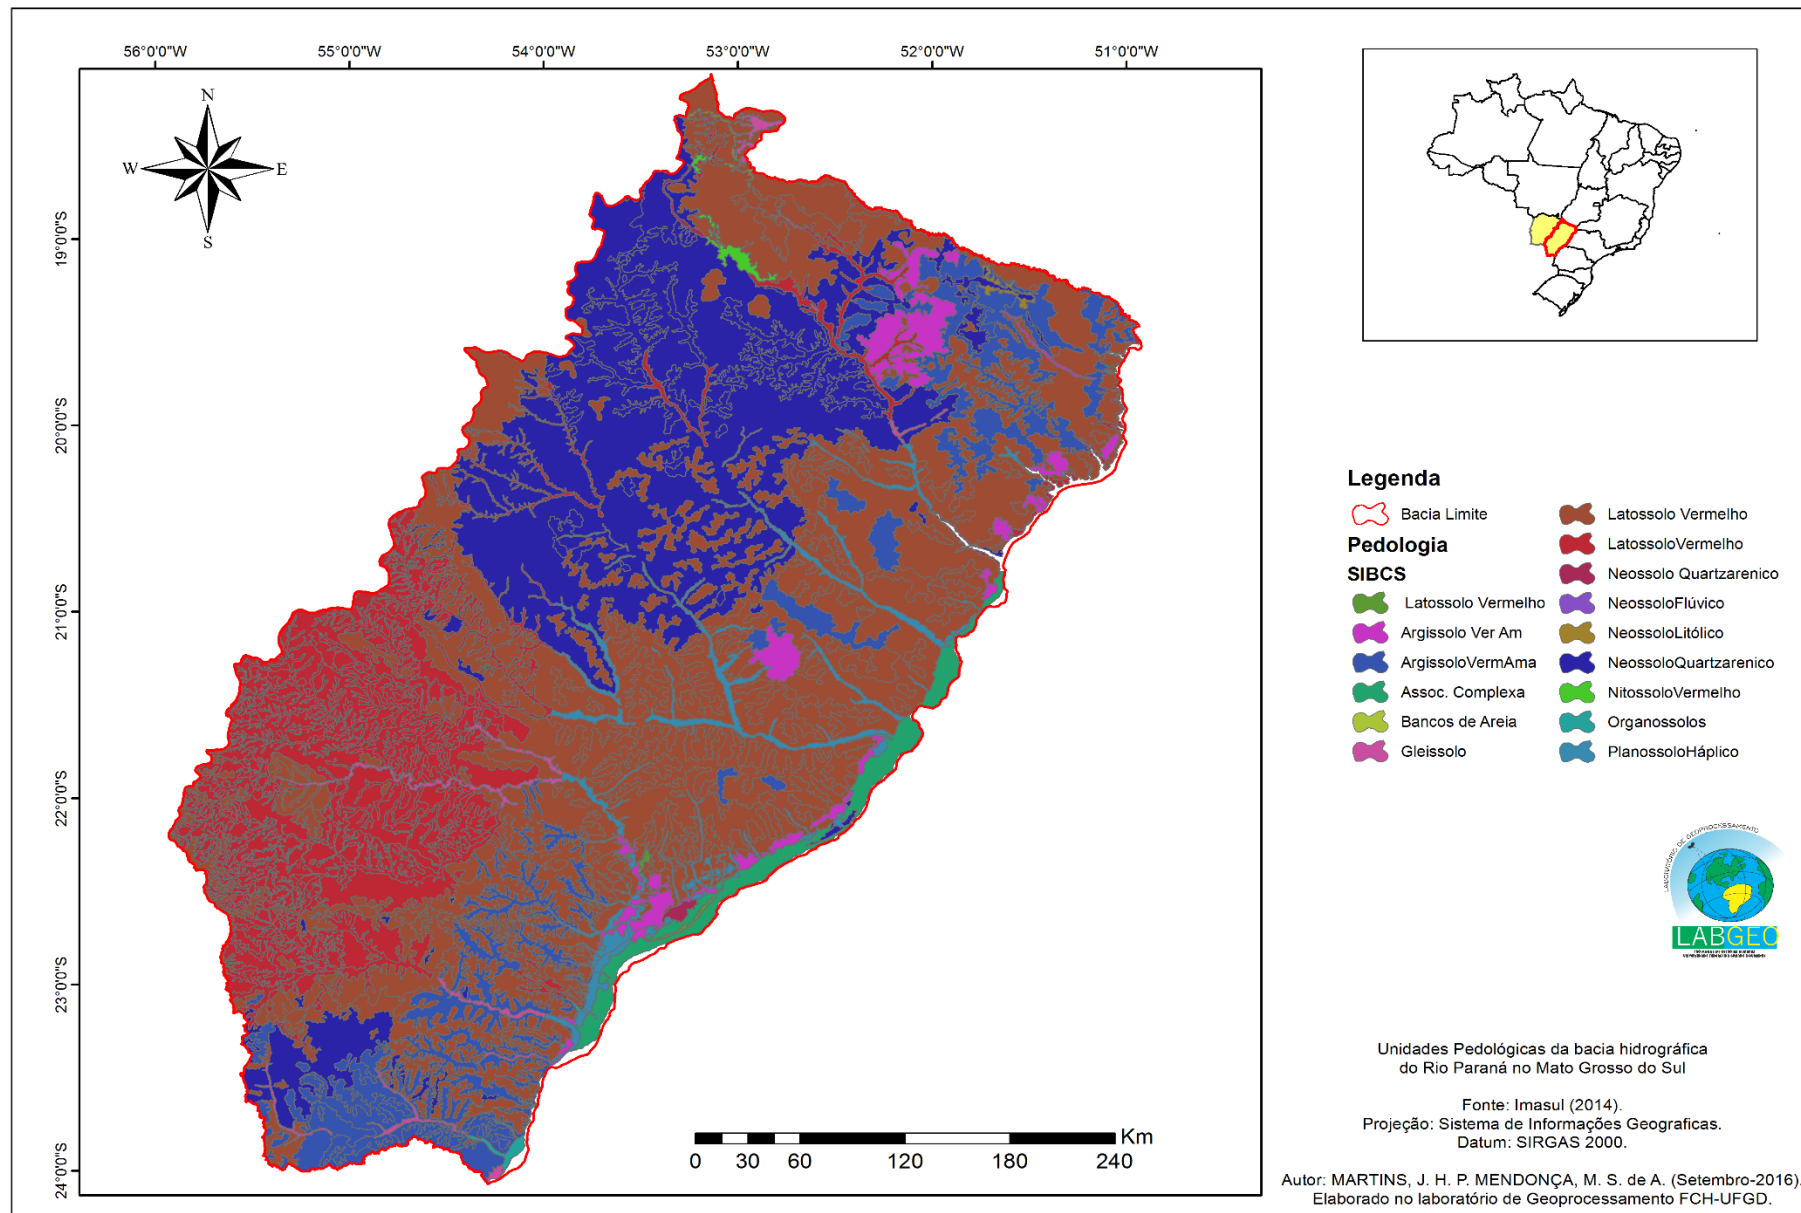 56°0'0"W
55°0'0"W
54°0'0"W
53°0'0"W
52°0'0"W
51°0'0"W
N
W
E
S
19°0'0"S
20°0'0"S
21°0'0"S
22°0'0"S
23°0'0"S
24°0'0"S
Km
0 30 60 120 180 240
Legenda
Bacia Limite
Pedologia
SIBCS
Latossolo Vermelho
Argissolo Ver Am
ArgissoloVermAma
Assoc. Complexa
Bancos de Areia
Gleissolo
Latossolo Vermelho
LatossoloVermelho
Neossolo Quartzarenico
NeossoloFlúvico
NeossoloLitólico
NeossoloQuartzarenico
NitossoloVermelho
Organossolos
PlanossoloHáplico
LABORATÓRIO DE GEOPROCESSAMENTO
LABGEO
Unidades Pedológicas da bacia hidrográfica
do Rio Paraná no Mato Grosso do Sul
Fonte: Imasul (2014).
Projeção: Sistema de Informações Geograficas.
Datum: SIRGAS 2000.
Autor: MARTINS, J. H. P. MENDONÇA, M. S. de A. (Setembro-2016).
Elaborado no laboratório de Geoprocessamento FCH-UFGD.